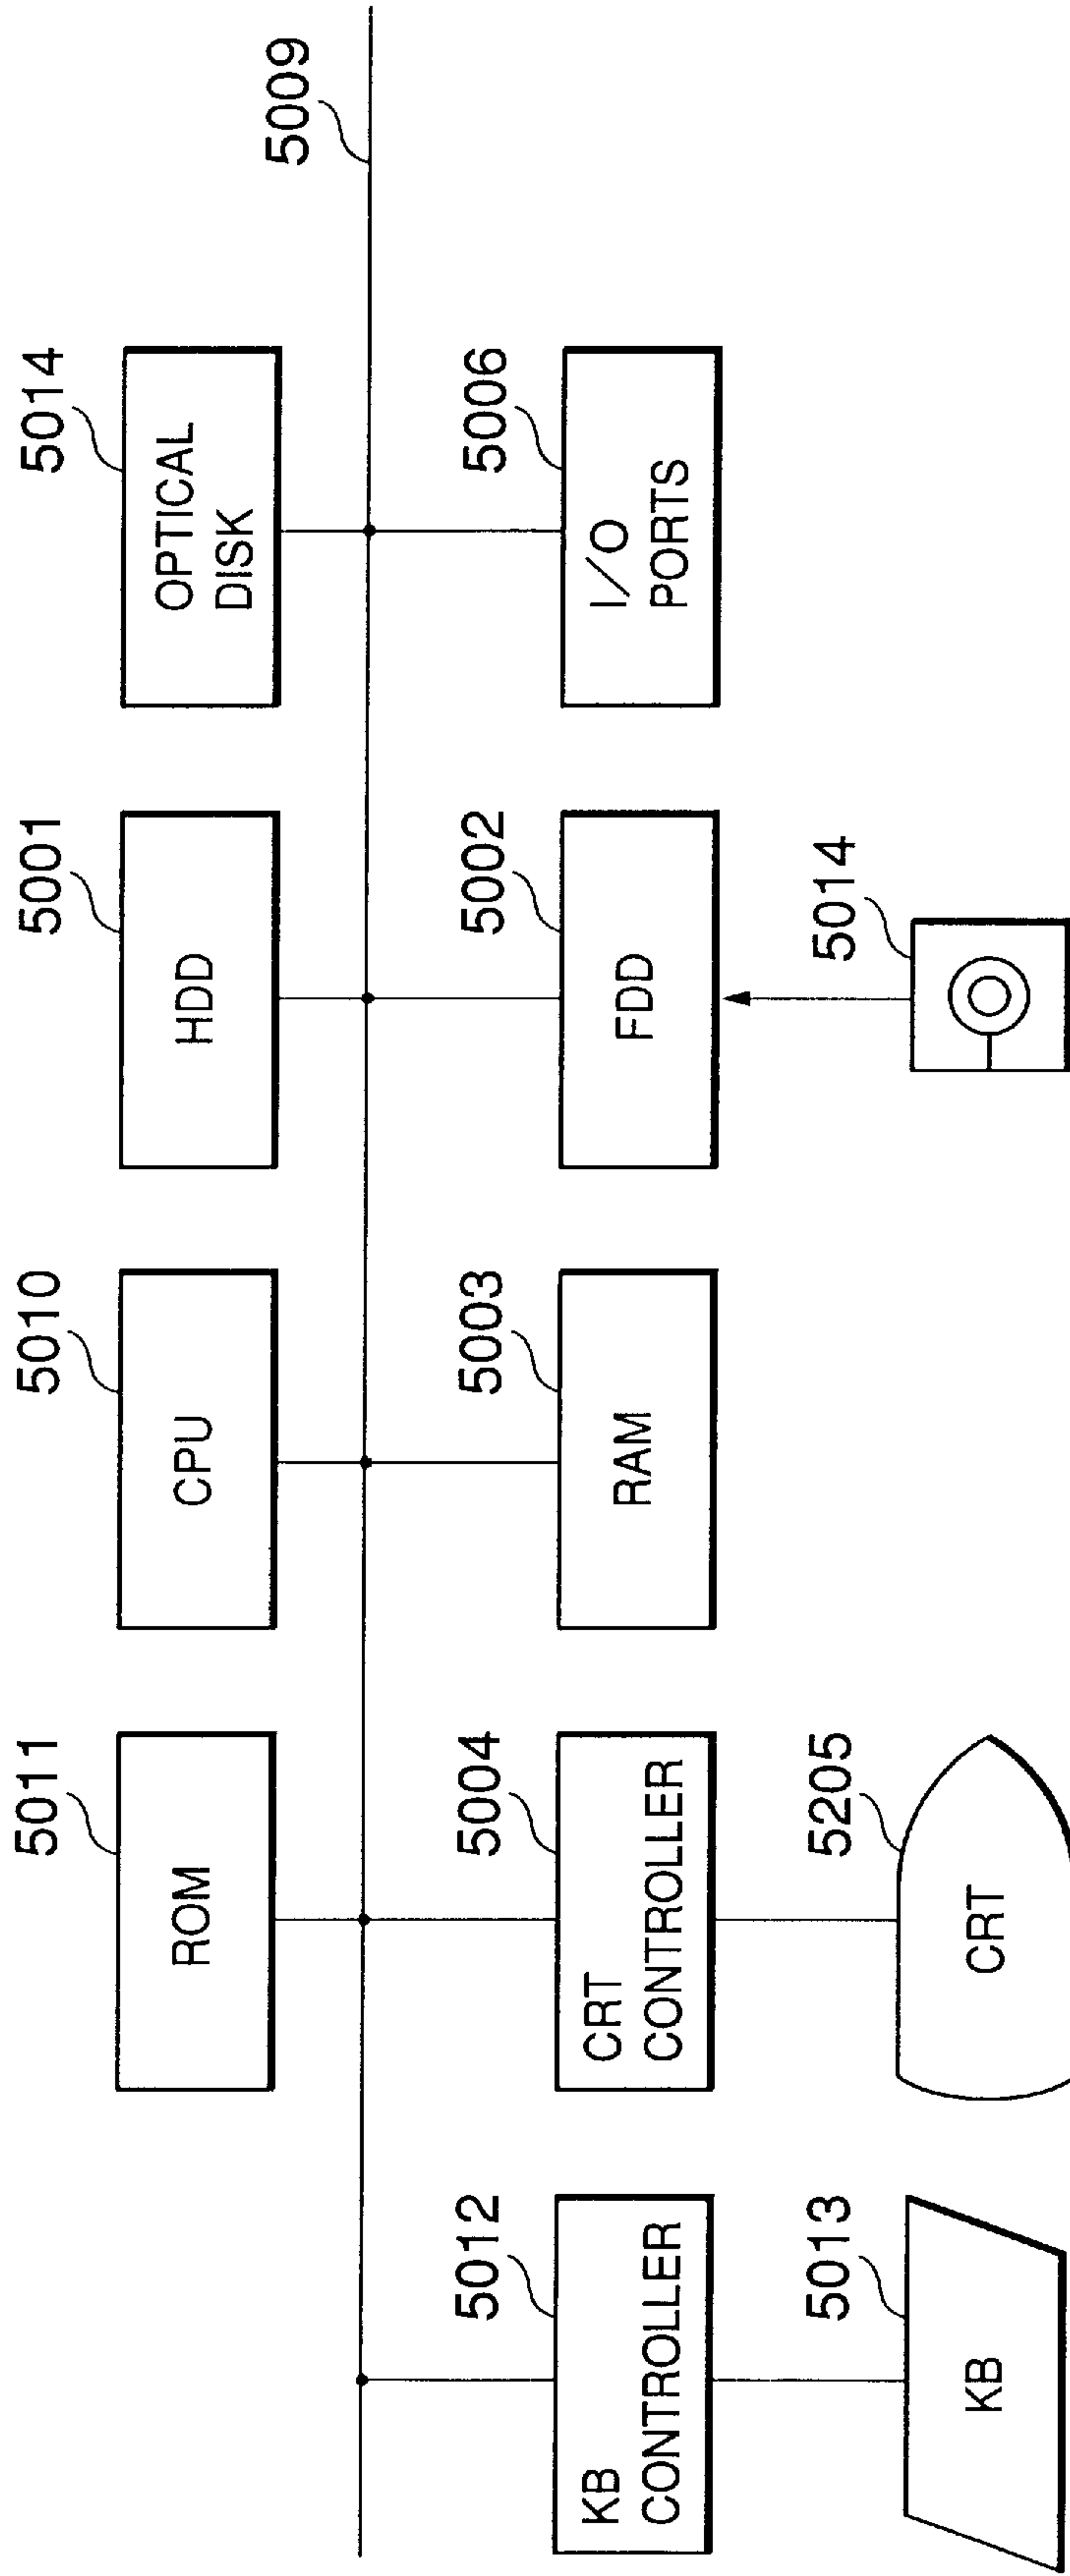 5011
ROM
5010
CPU
5001
HDD
5014
OPTICAL
DISK
5009
5012
KB
CONTROLLER
5004
CRT
CONTROLLER
5003
RAM
5002
FDD
5006
I/O
PORTS
5013
KB
5205
CRT
5014